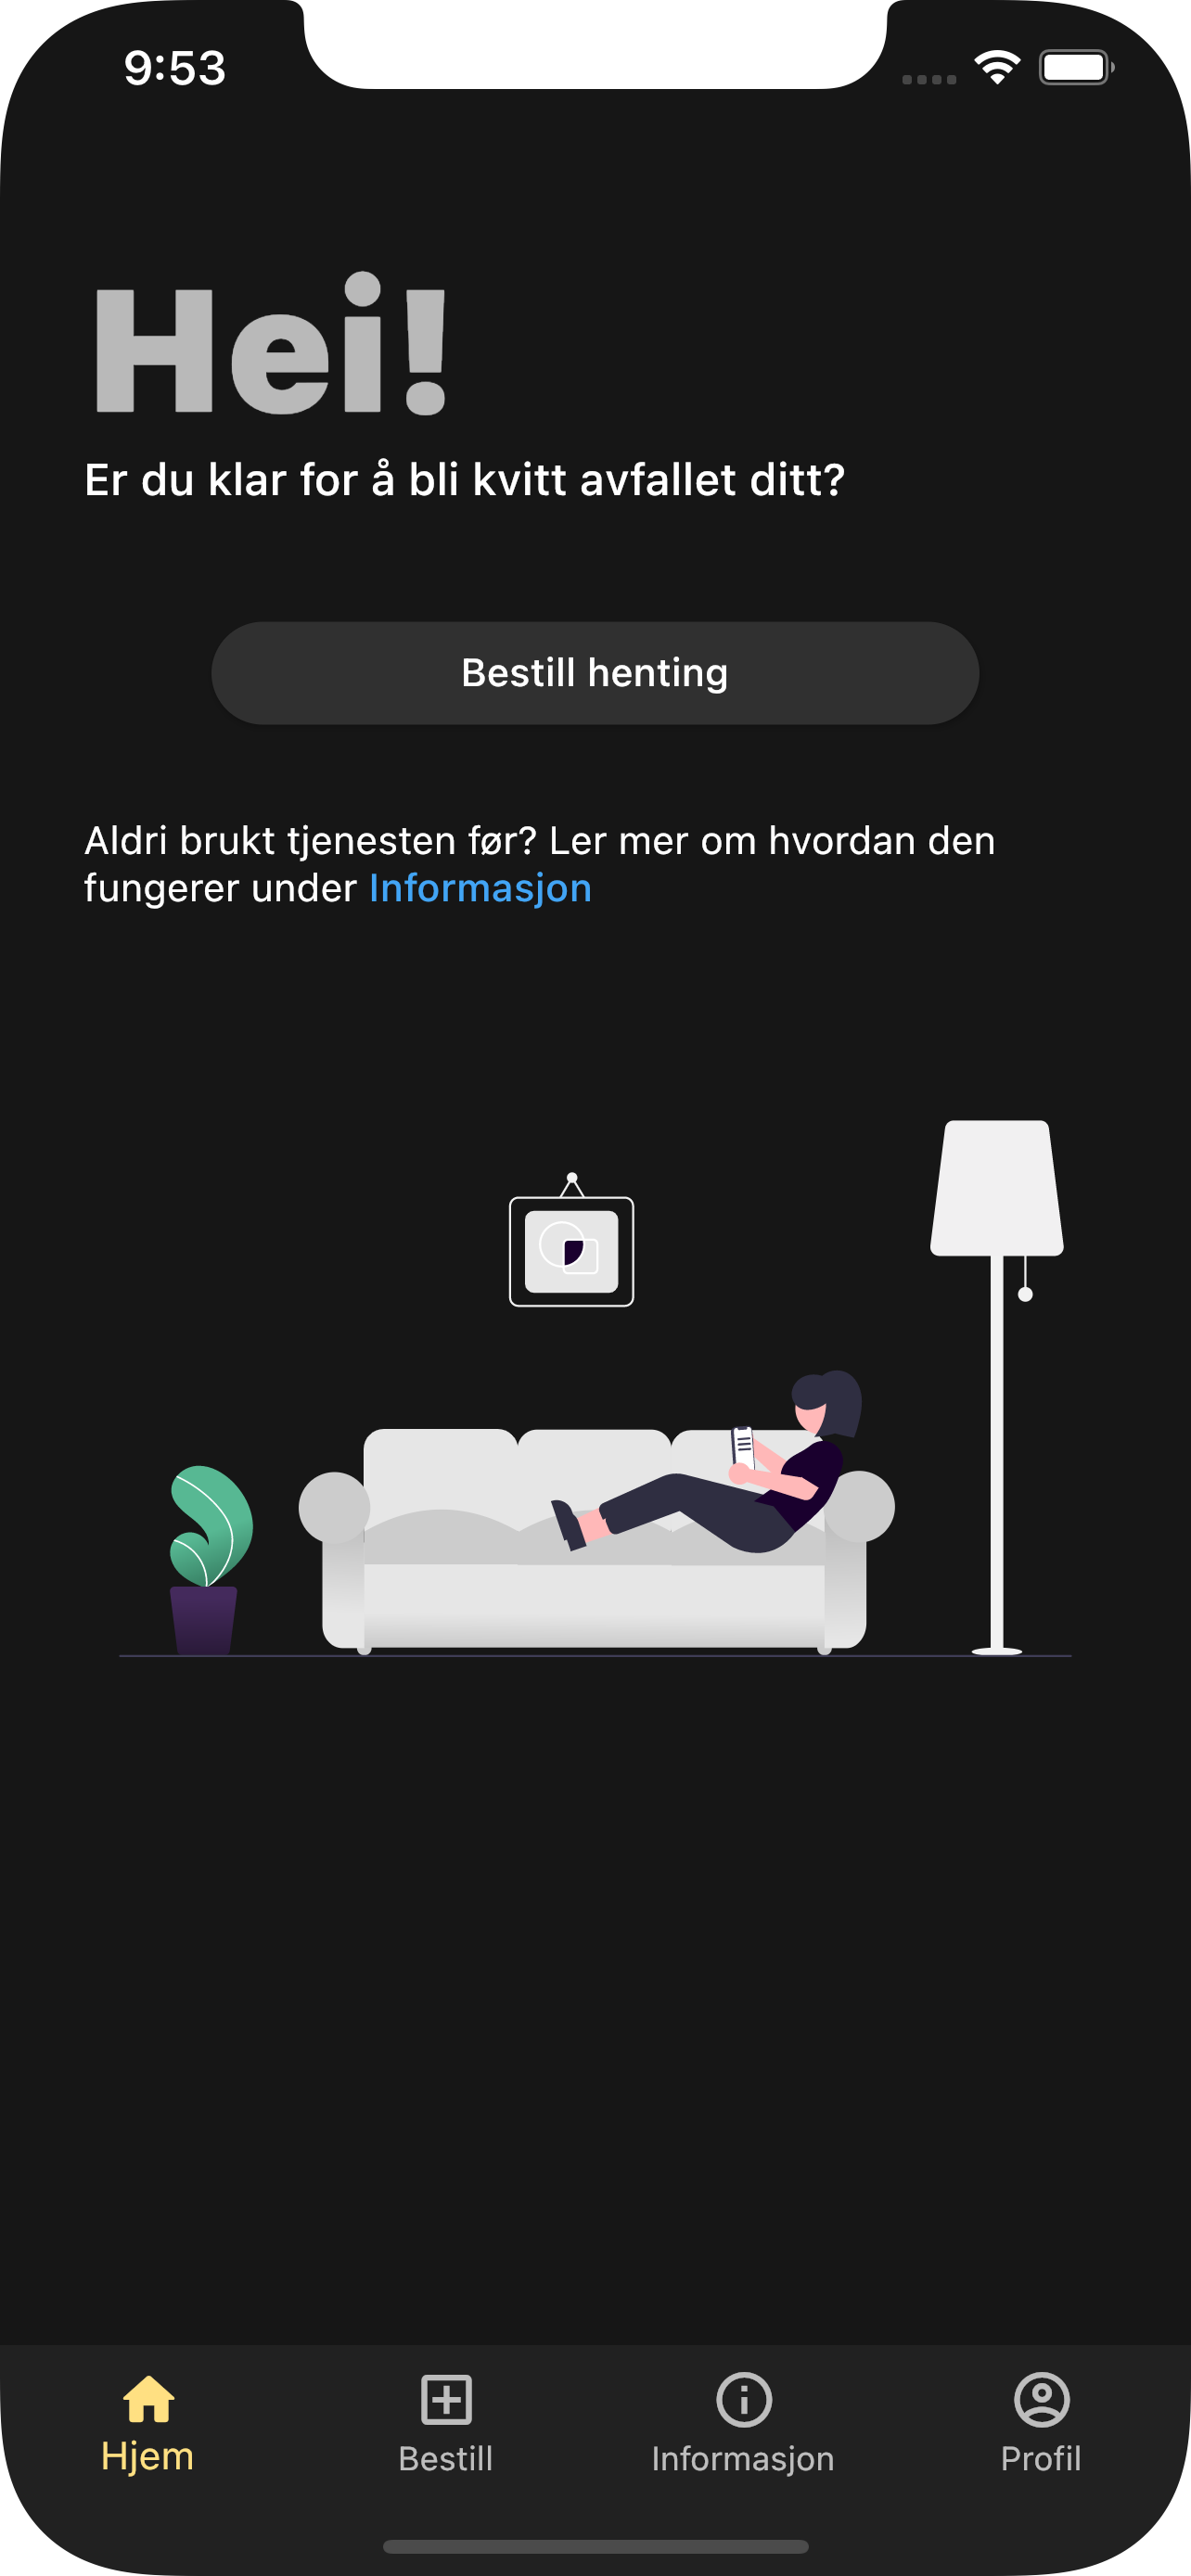 9:53
Hei!
Er du klar for å bli kvitt avfallet ditt?
Bestill henting
Aldri brukt tjenesten før? Ler mer om hvordan den
fungerer under Informasjon
Hjem
Bestill
Informasjon
Profil